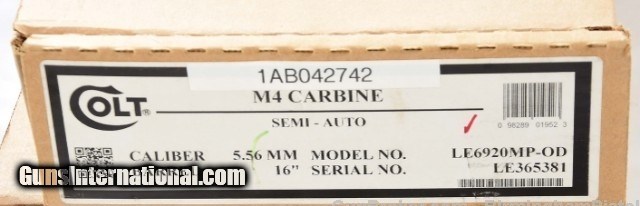 1AB042742
COLT®
M4 CARBINE
SEMI - AUTO
CALIBER 5.56 MM MODEL NO. LE6920MP-OD
16" SERIAL NO. LE365381
0 98289 01952 3
GunsInternational.com